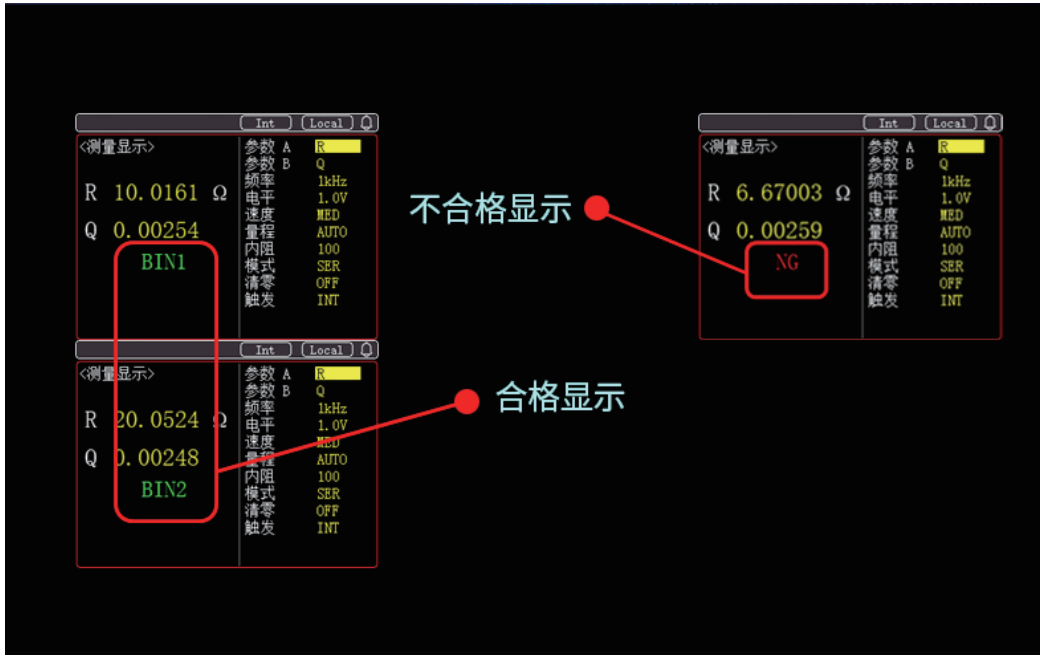 Int Local
<测量显示>
R 10.0161 Ω
Q 0.00254
BIN1
参数 A R
参数 B Q
频率 1kHz
电平 1.0V
速度 MED
量程 AUTO
内阻 100
模式 SER
清零 OFF
触发 INT
Int Local
<测量显示>
R 20.0524 Ω
Q 0.00248
BIN2
参数 A R
参数 B Q
频率 1kHz
电平 1.0V
速度 MED
量程 AUTO
内阻 100
模式 SER
清零 OFF
触发 INT
不合格显示
合格显示
Int Local
<测量显示>
R 6.67003 Ω
Q 0.00259
NG
参数 A R
参数 B Q
频率 1kHz
电平 1.0V
速度 MED
量程 AUTO
内阻 100
模式 SER
清零 OFF
触发 INT